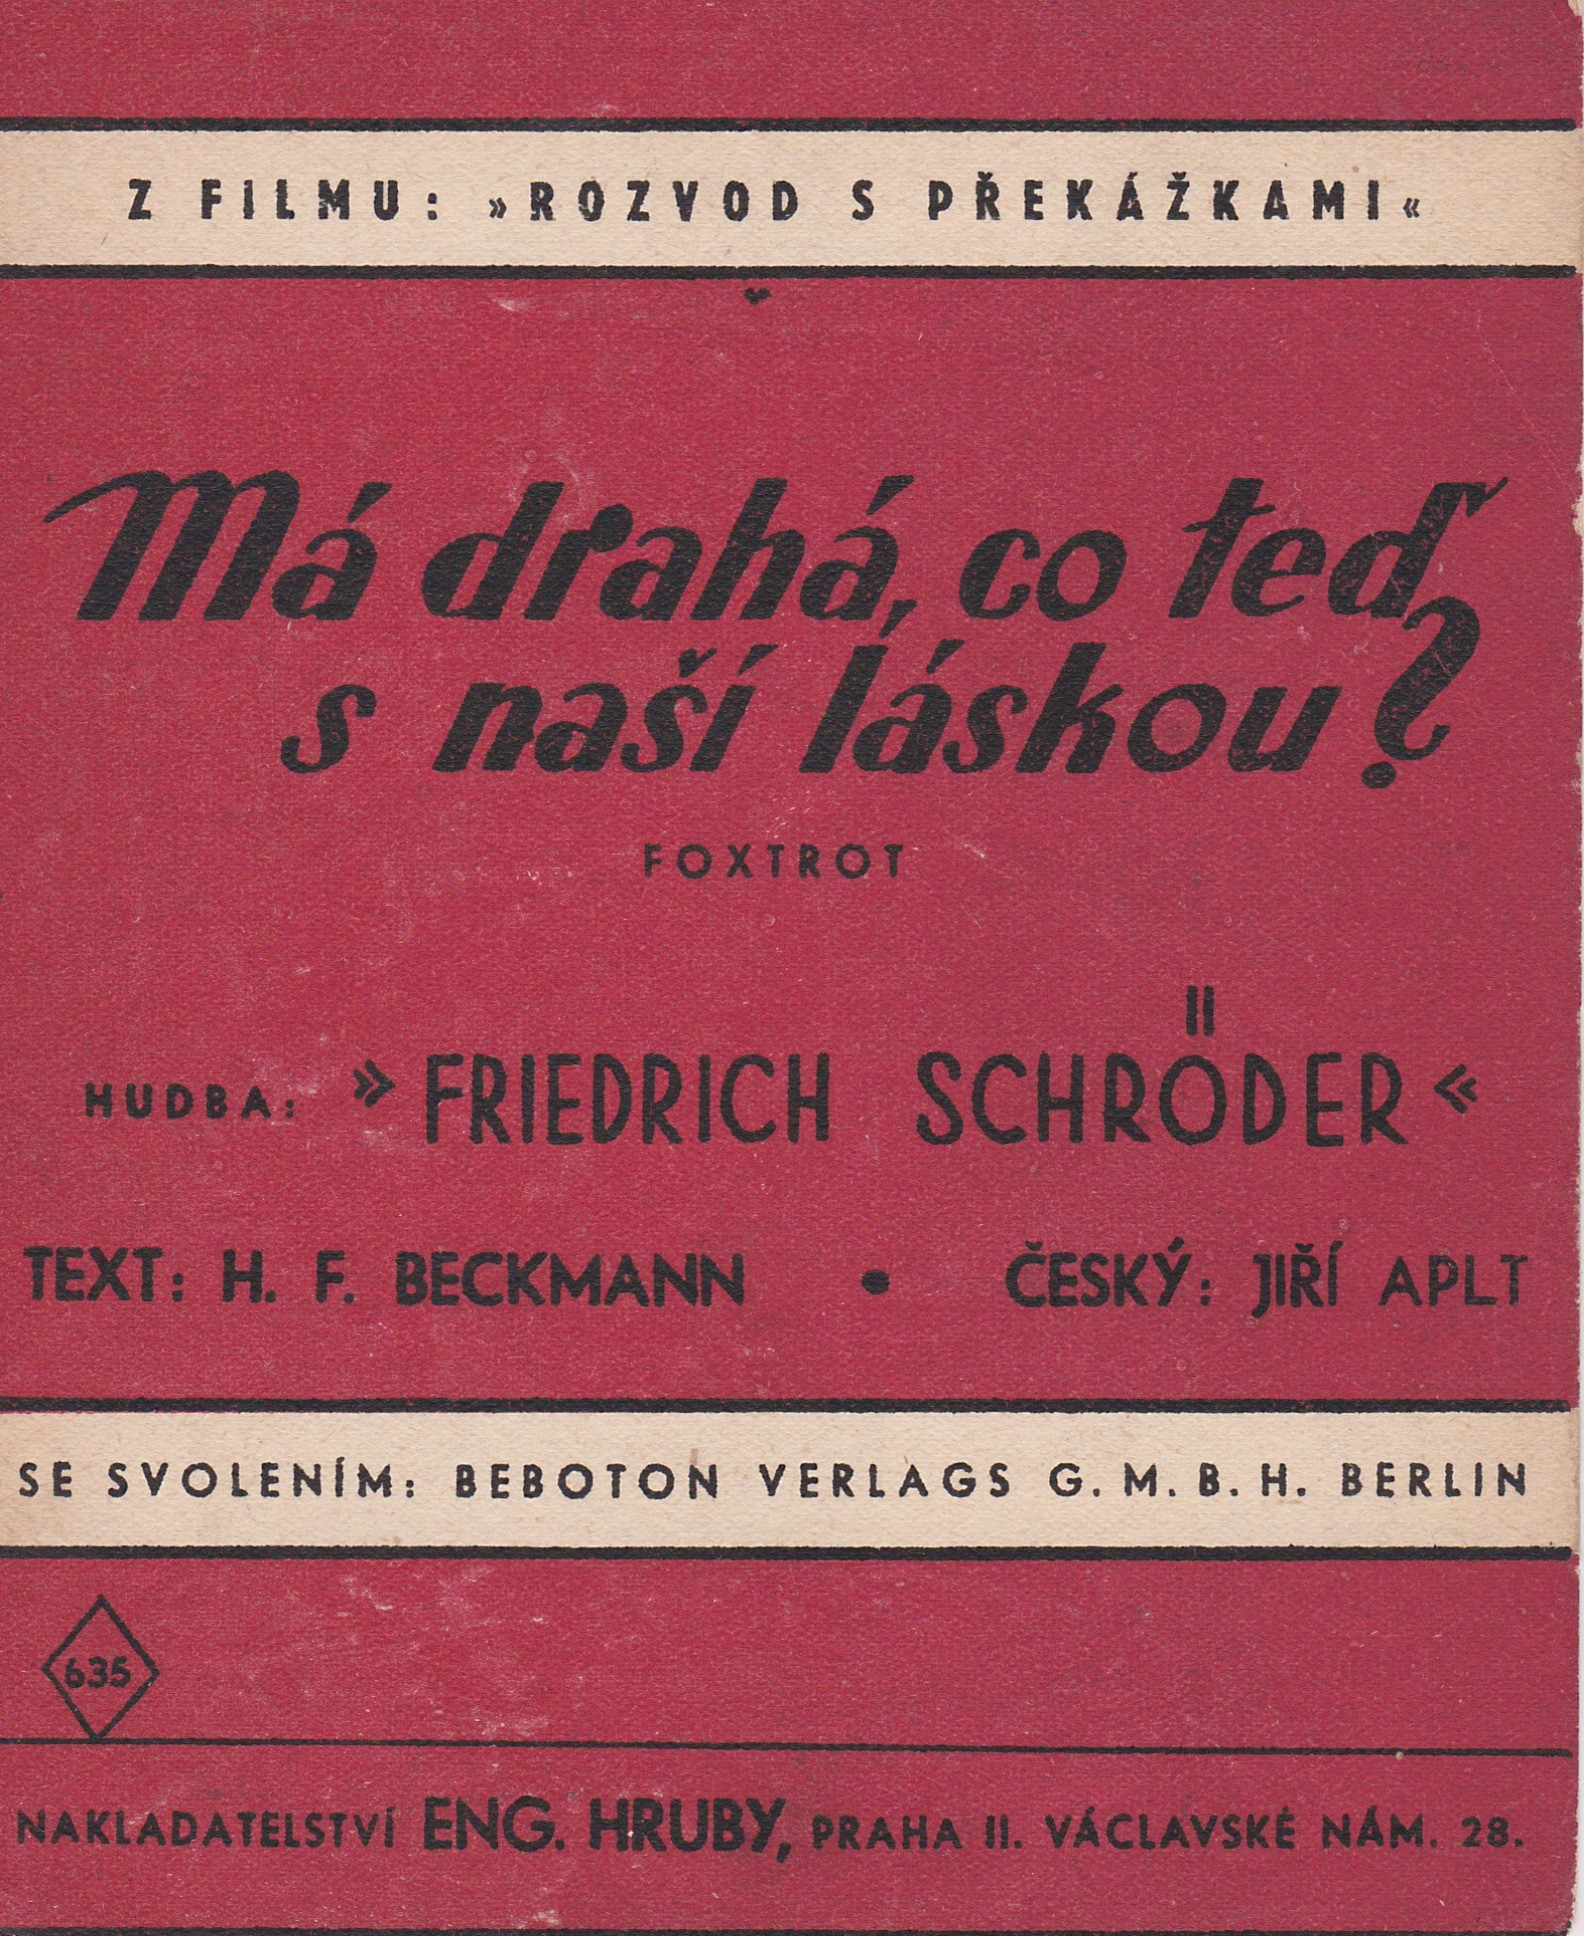 Z FILMU: »ROZVOD S PŘEKÁŽKAMI«
Má drahá, co teď
s naší láskou?
FOXTROT
HUDBA: »FRIEDRICH SCHRÖDER«
TEXT: H. F. BECKMANN • ČESKÝ: JIŘÍ APLT
SE SVOLENÍM: BEBOTON VERLAGS G. M. B. H. BERLIN
635
NAKLADATELSTVÍ ENG. HRUBY, PRAHA II. VÁCLAVSKÉ NÁM. 28.